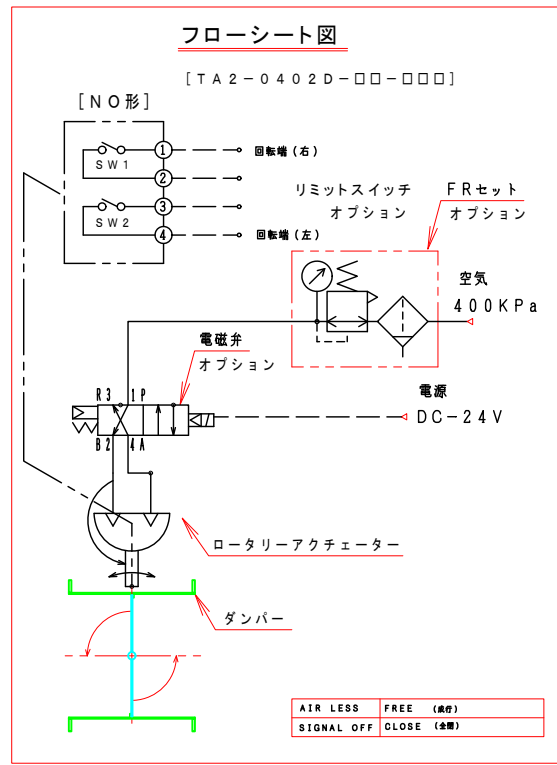 フローシート図
[TA2-0402D-□□-□□□]
[NO形]
SW1
1
2
回転端(右)
SW2
3
4
回転端(左)
リミットスイッチ
オプション
FRセット
オプション
空気
400KPa
電磁弁
オプション
電源
DC-24V
R3 1P
B2 4A
ロータリーアクチェーター
ダンパー
AIR LESS FREE (成行)
SIGNAL OFF CLOSE (全閉)